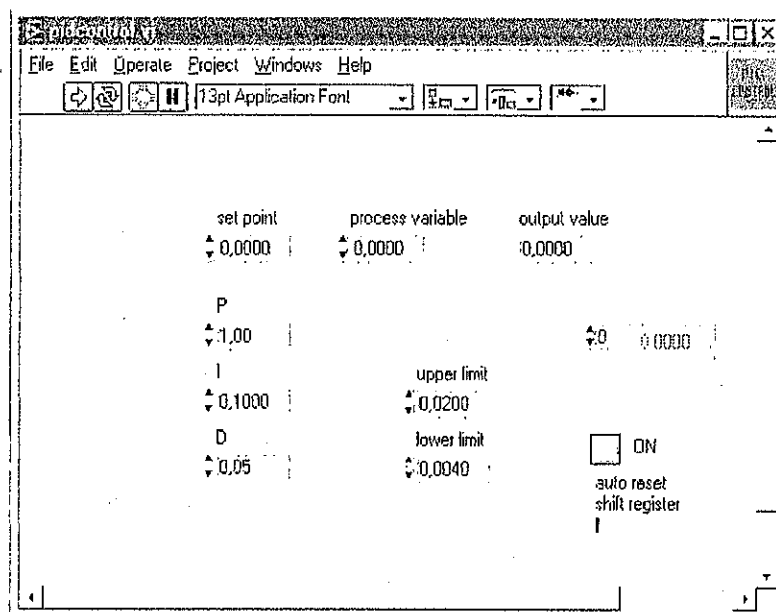 pidcontrol.vi
File Edit Operate Project Windows Help
13pt Application Font
set point process variable output value
0,0000 0,0000 0,0000
P
1,00 0 0,0000
I upper limit
0,1000 0,0200
D lower limit ON
0,05 0,0040
auto reset
shift register